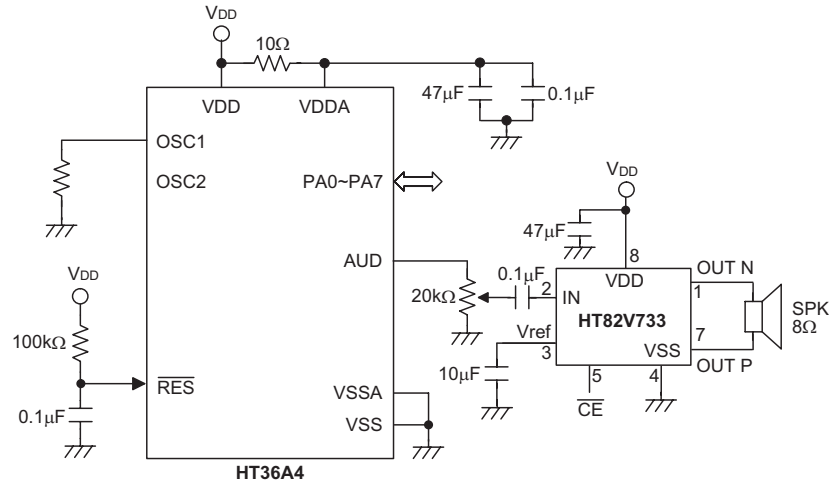 VDD
10Ω
VDD
VDDA
47μF
0.1μF
OSC1
OSC2
PA0~PA7
VDD
47μF
AUD
8
0.1μF
VDD
OUT N
20kΩ
2
IN
1
HT82V733
SPK
8Ω
VDD
100kΩ
Vref
3
7
VSS
OUT P
10μF
5
4
CE
RES
0.1μF
VSSA
VSS
HT36A4